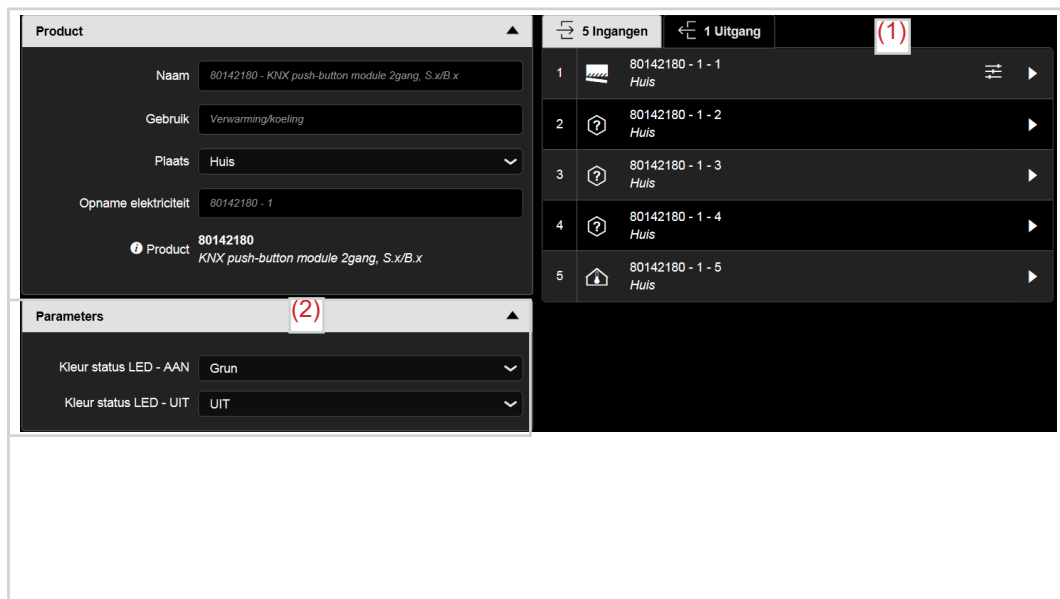 Product
Naam
80142180 - KNX push-button module 2gang, S.x/B.x
Gebruik
Verwarming/koeling
Plaats
Huis
Opname elektriciteit
80142180 - 1
Product
80142180
KNX push-button module 2gang, S.x/B.x
Parameters
(2)
Kleur status LED - AAN
Grun
Kleur status LED - UIT
UIT
5 Ingangen
1 Uitgang
(1)
1
80142180 - 1 - 1
Huis
2
80142180 - 1 - 2
Huis
3
80142180 - 1 - 3
Huis
4
80142180 - 1 - 4
Huis
5
80142180 - 1 - 5
Huis